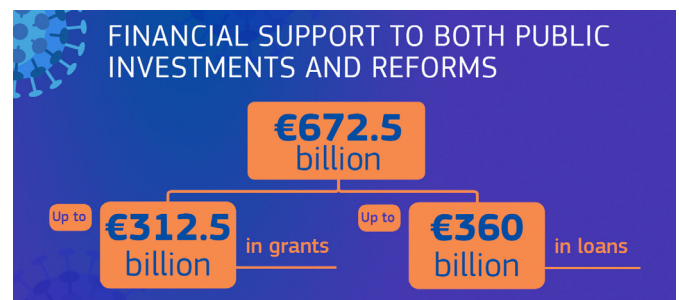 FINANCIAL SUPPORT TO BOTH PUBLIC
INVESTMENTS AND REFORMS
€672.5
billion
Up to
€312.5
billion
in grants
Up to
€360
billion
in loans